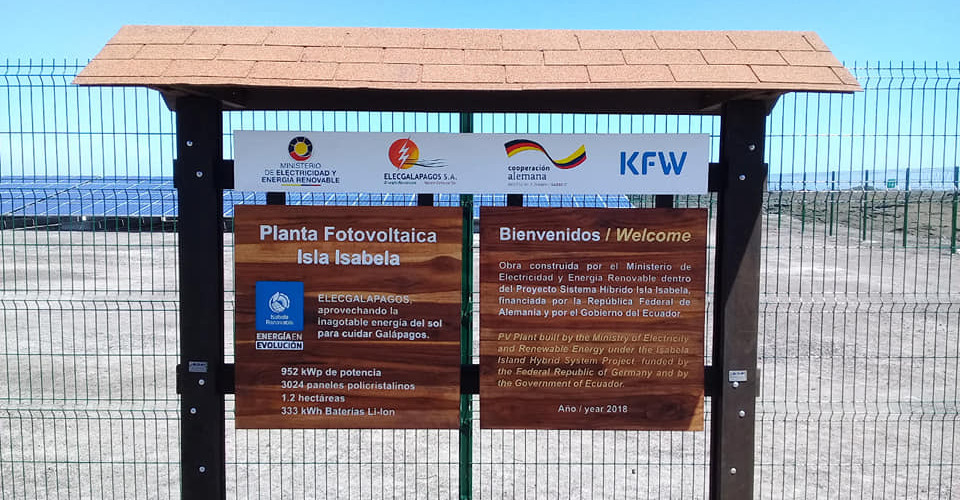 MINISTERIO
DE ELECTRICIDAD Y
ENERGÍA RENOVABLE
ELECGALAPAGOS S.A.
cooperación
alemana
KFW
Planta Fotovoltaica
Isla Isabela
Isabela
Renovable
ENERGÍA EN
EVOLUCIÓN
ELECGALAPAGOS,
aprovechando la
inagotable energía del sol
para cuidar Galápagos.
952 kWp de potencia
3024 paneles policristalinos
1.2 hectáreas
333 kWh Baterías Li-Ion
Bienvenidos / Welcome
Obra construida por el Ministerio de
Electricidad y Energía Renovable dentro
del Proyecto Sistema Híbrido Isla Isabela,
financiada por la República Federal de
Alemania y por el Gobierno del Ecuador.
PV Plant built by the Ministry of Electricity
and Renewable Energy under the Isabela
Island Hybrid System Project, funded by
the Federal Republic of Germany and by
the Government of Ecuador.
Año / year 2018